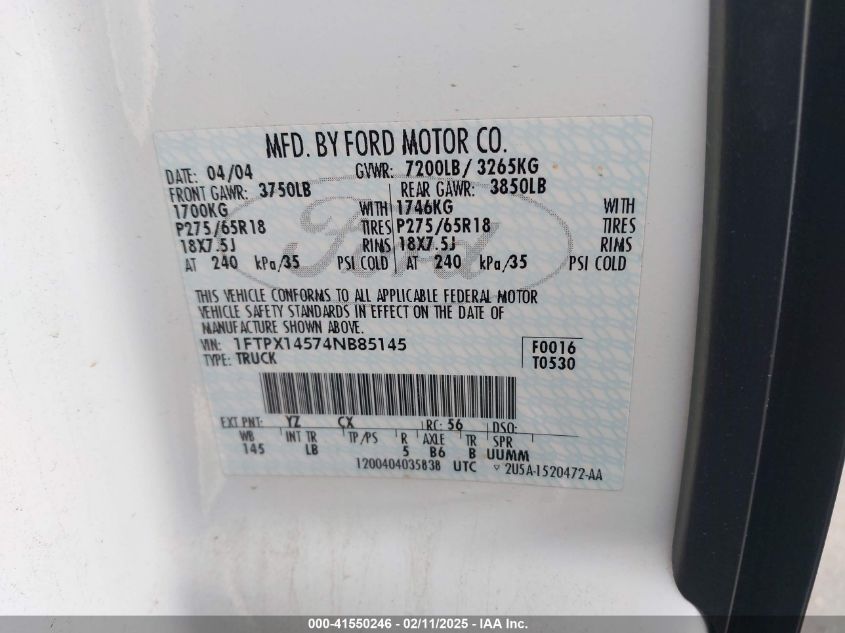 MFD. BY FORD MOTOR CO.
DATE: 04/04 GVWR: 7200LB/ 3265KG
FRONT GAWR: 3750LB REAR GAWR: 3850LB
1700KG WITH 1746KG WITH
P275/65R18 TIRES P275/65R18 TIRES
18X7.5J RIMS 18X7.5J RIMS
AT 240 kPa/35 PSI COLD AT 240 kPa/35 PSI COLD
Ford
THIS VEHICLE CONFORMS TO ALL APPLICABLE FEDERAL MOTOR
VEHICLE SAFETY STANDARDS IN EFFECT ON THE DATE OF
MANUFACTURE SHOWN ABOVE.
VIN: 1FTPX14574NB85145 F0016
TYPE: TRUCK T0530
EXT PNT: YZ CX RC: 56 DSO:
WB INT TR TP/PS R AXLE TR SPR
145 LB 5 B6 B UUMM
1200404035838 UTC ▽ 2U5A-1520472-AA
000-41550246 - 02/11/2025 - IAA Inc.